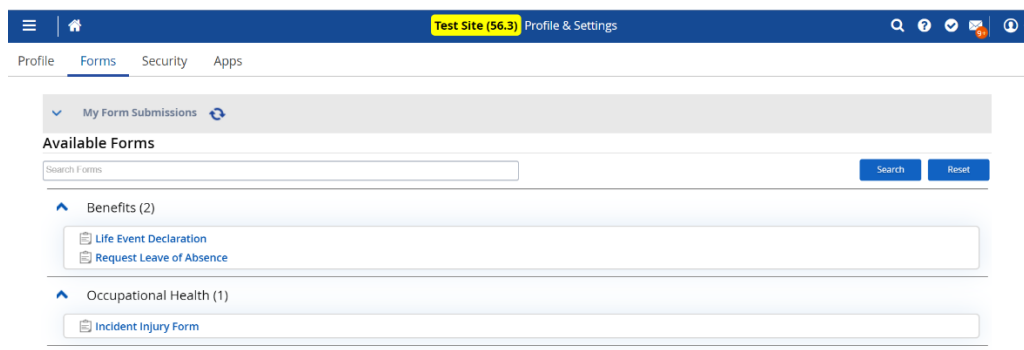 Test Site (56.3) Profile & Settings
9+
Profile Forms Security Apps
My Form Submissions
Available Forms
Search Forms Search Reset
Benefits (2)
Life Event Declaration
Request Leave of Absence
Occupational Health (1)
Incident Injury Form